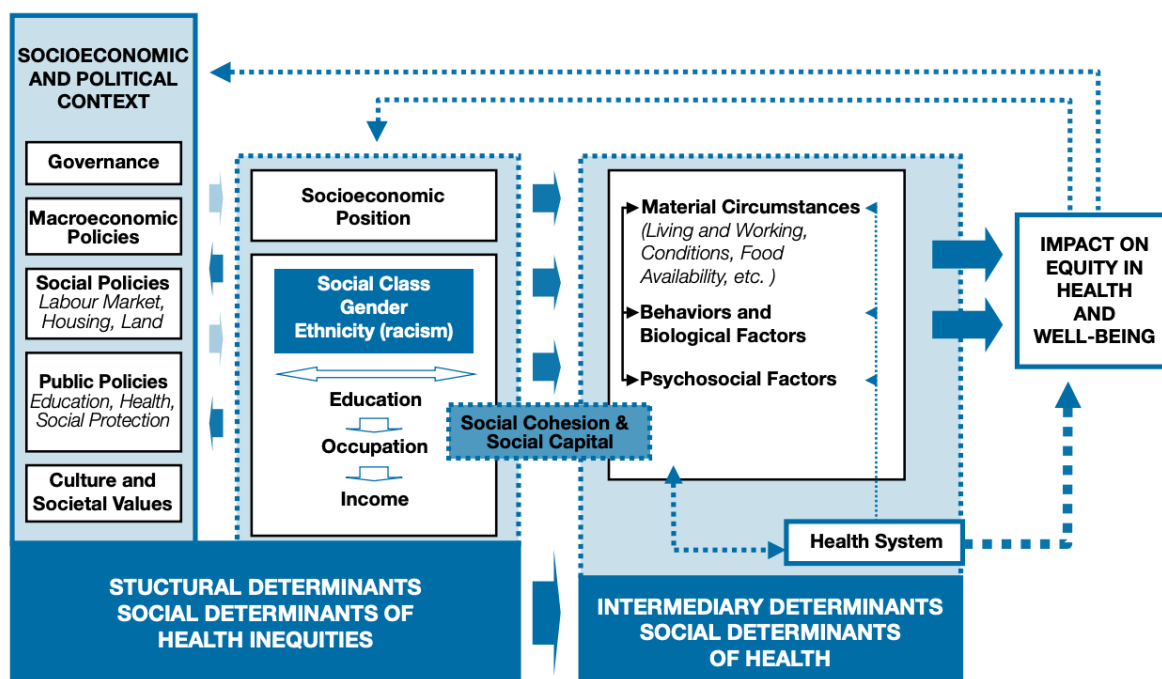 SOCIOECONOMIC
AND POLITICAL
CONTEXT
Governance
Macroeconomic
Policies
Social Policies
Labour Market,
Housing, Land
Public Policies
Education, Health,
Social Protection
Culture and
Societal Values
Socioeconomic
Position
Social Class
Gender
Ethnicity (racism)
Education
Occupation
Income
Social Cohesion &
Social Capital
Material Circumstances
(Living and Working,
Conditions, Food
Availability, etc. )
Behaviors and
Biological Factors
Psychosocial Factors
Health System
IMPACT ON
EQUITY IN
HEALTH
AND
WELL-BEING
STUCTURAL DETERMINANTS
SOCIAL DETERMINANTS OF
HEALTH INEQUITIES
INTERMEDIARY DETERMINANTS
SOCIAL DETERMINANTS
OF HEALTH